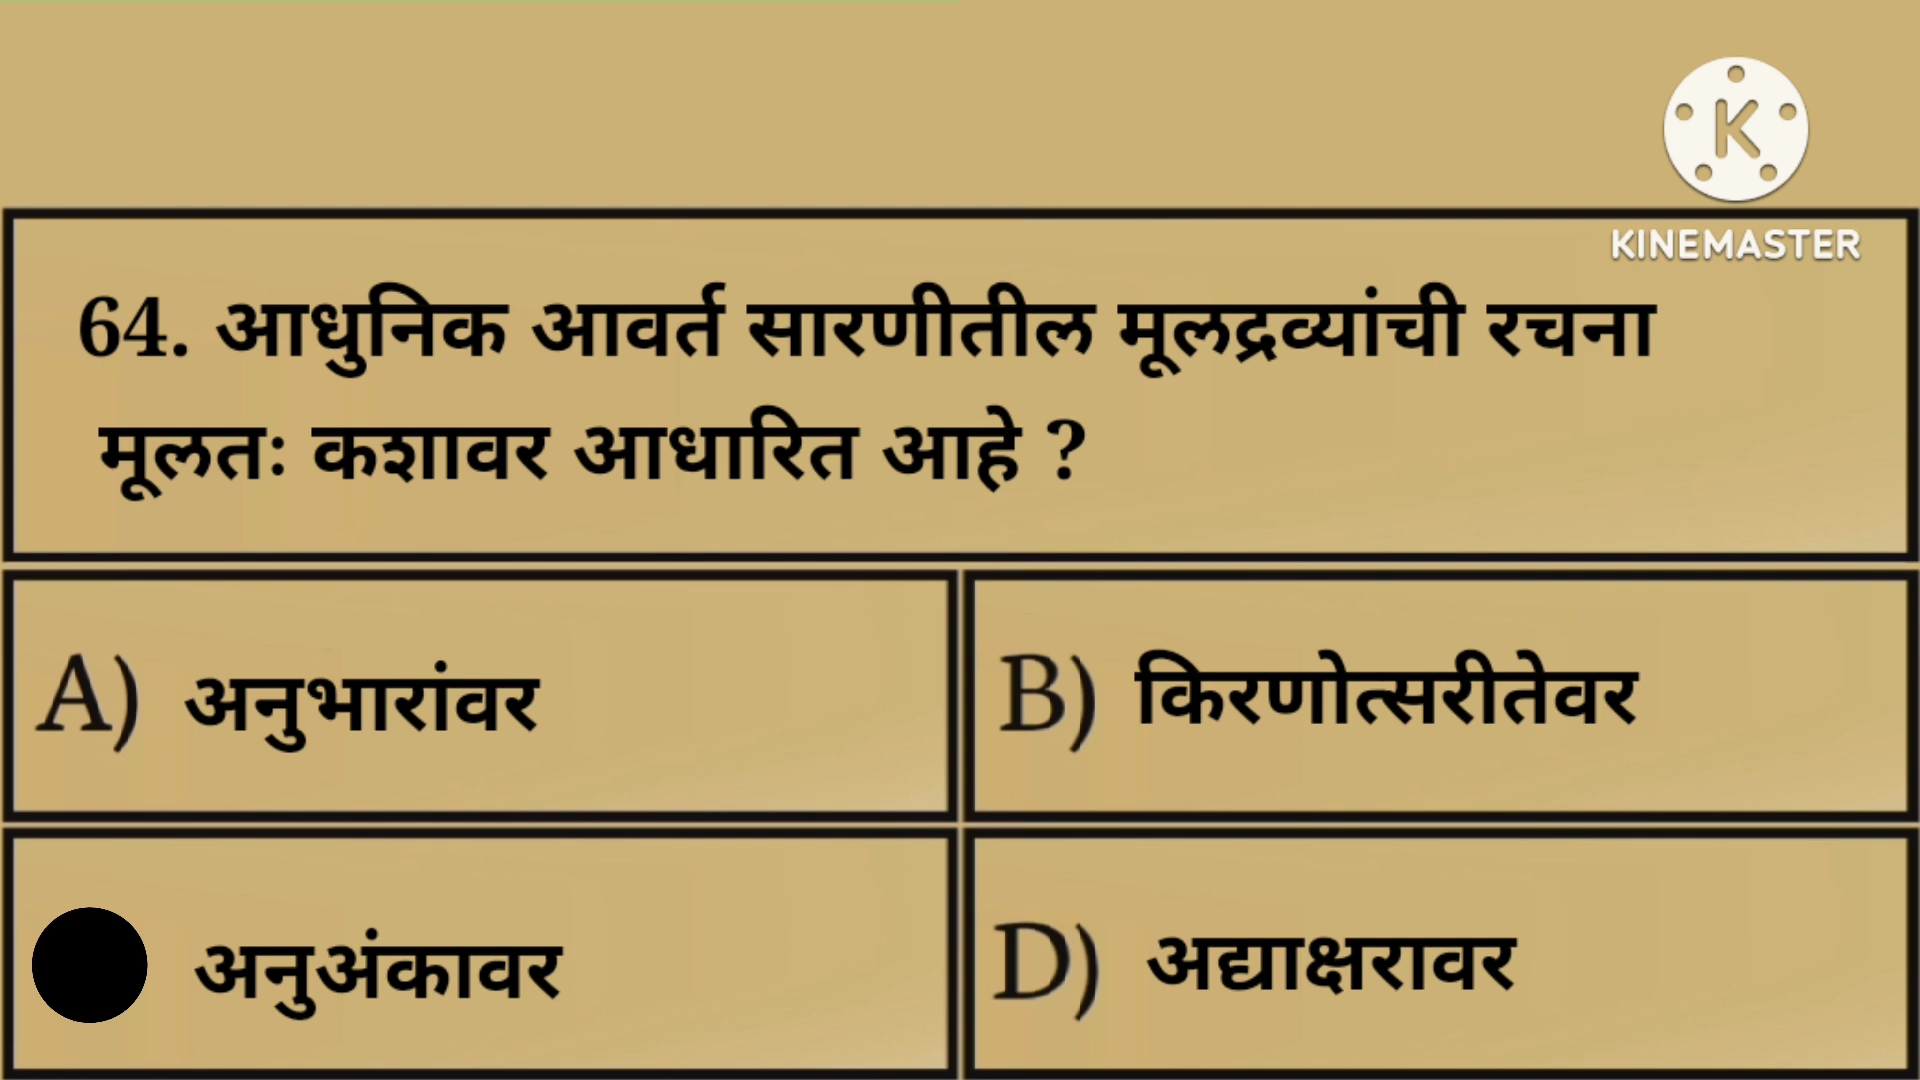 K
KINEMASTER
64. आधुनिक आवर्त सारणीतील मूलद्रव्यांची रचना
मूलतः कशावर आधारित आहे ?
A) अनुभारांवर
B) किरणोत्सरीतेवर
अनुअंकावर
D) अद्याक्षरावर